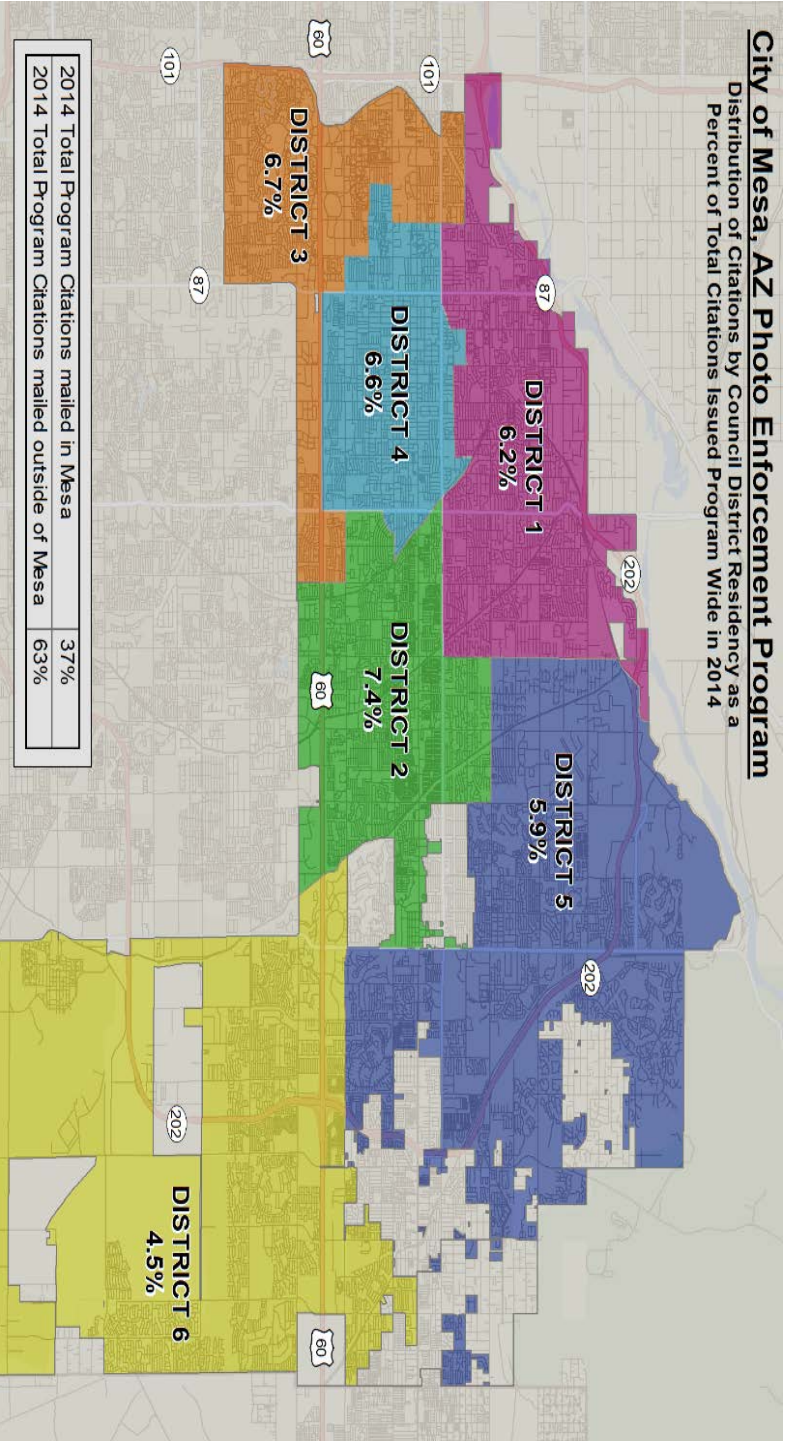 City of Mesa, AZ Photo Enforcement Program
Distribution of Citations by Council District Residency as a
Percent of Total Citations Issued Program Wide in 2014
202
87
DISTRICT 1
6.2%
DISTRICT 5
5.9%
202
101
DISTRICT 4
6.6%
DISTRICT 2
7.4%
60
DISTRICT 3
6.7%
60
60
101
87
202
DISTRICT 6
4.5%
2014 Total Program Citations mailed in Mesa 37%
2014 Total Program Citations mailed outside of Mesa 63%